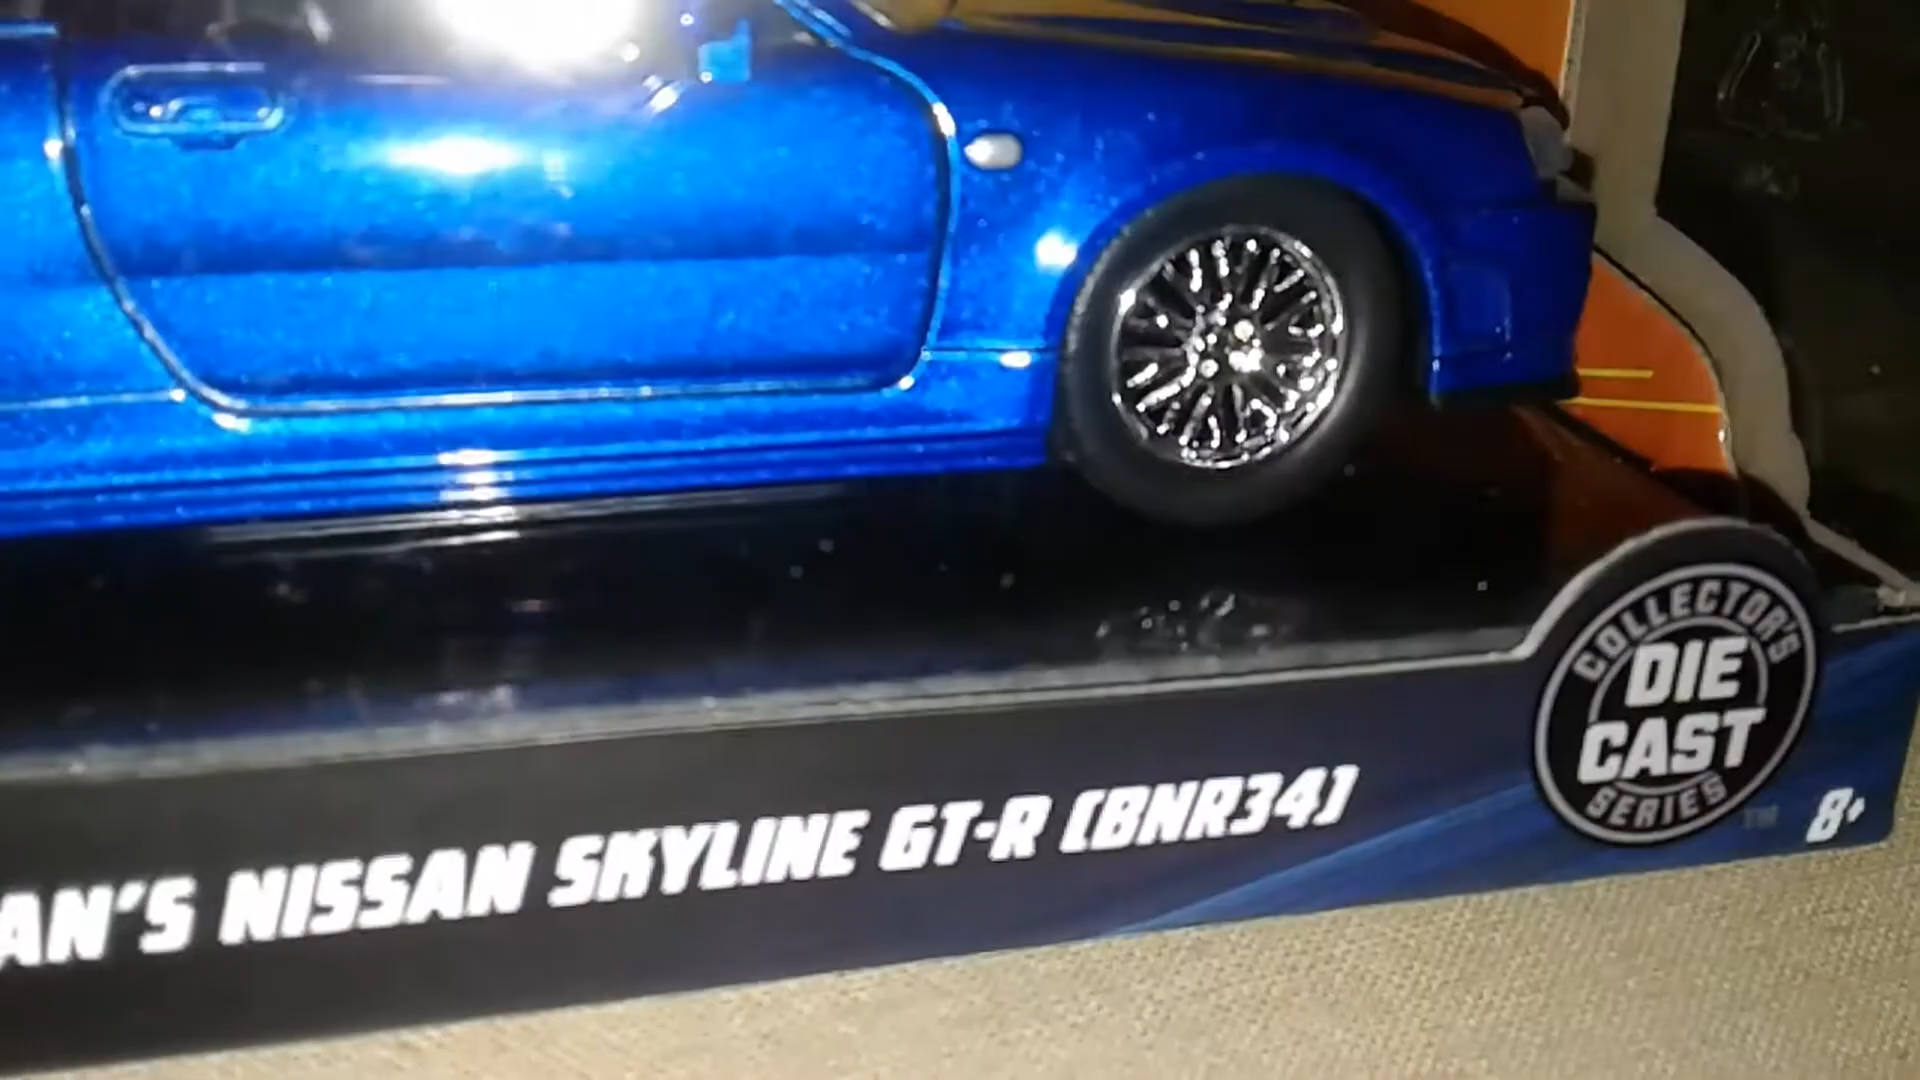 COLLECTOR'S
DIE
CAST
SERIES
TM
8+
AN'S NISSAN SKYLINE GT-R (BNR34)